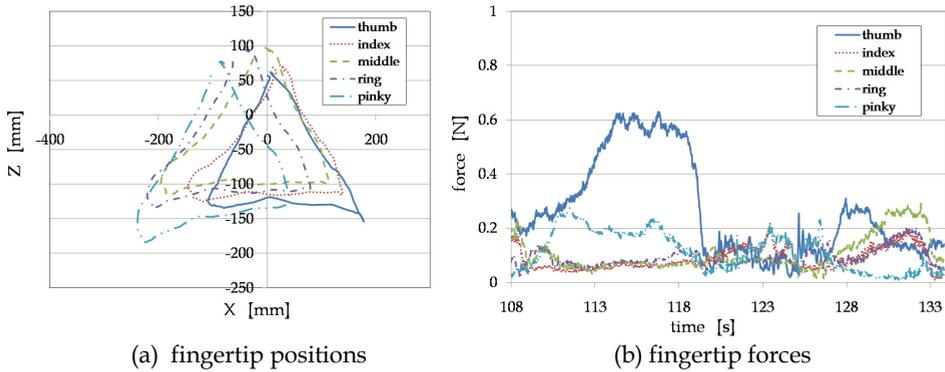 150
100
50
0
-50
-100
-150
-200
-250
-400
-200
0
200
Z [mm]
X [mm]
thumb
index
middle
ring
pinky
(a) fingertip positions
1
0.8
0.6
0.4
0.2
0
force [N]
108
113
118
123
128
133
time [s]
thumb
index
middle
ring
pinky
(b) fingertip forces